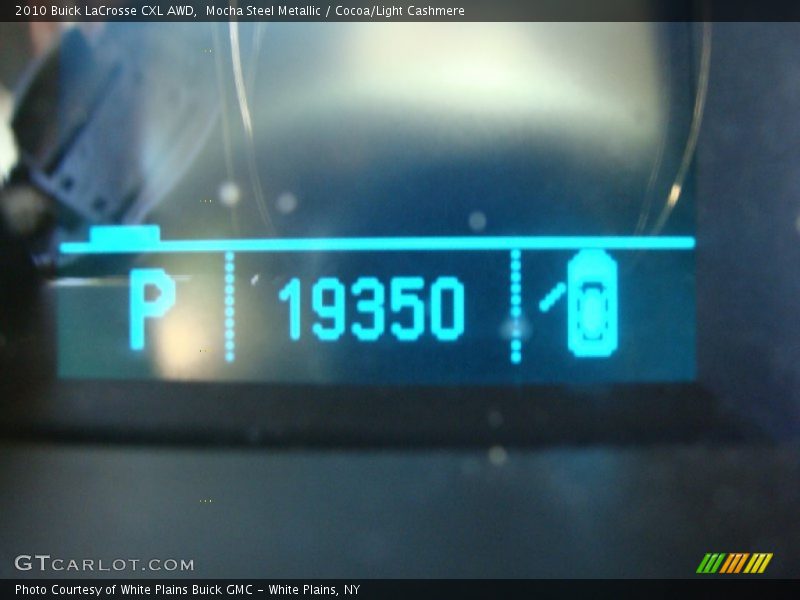 2010 Buick LaCrosse CXL AWD,  Mocha Steel Metallic / Cocoa/Light Cashmere
P 19350
GTCARLOT.COM
Photo Courtesy of White Plains Buick GMC - White Plains, NY